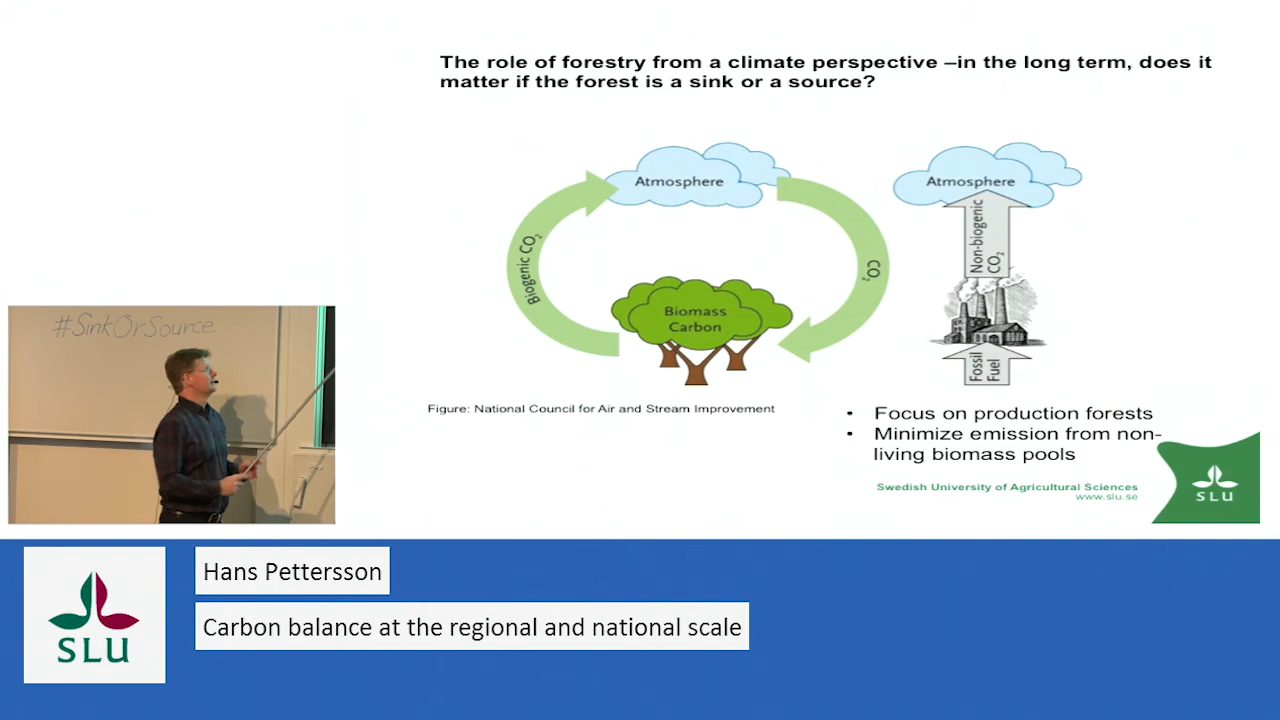 The role of forestry from a climate perspective –in the long term, does it
matter if the forest is a sink or a source?
Atmosphere
Biogenic CO2
CO2
Biomass
Carbon
Atmosphere
Non-biogenic
CO2
Fossil
Fuel
Figure: National Council for Air and Stream Improvement
• Focus on production forests
• Minimize emission from non-
living biomass pools
Swedish University of Agricultural Sciences
www.slu.se
SLU
#SinkOrSource
SLU
Hans Pettersson
Carbon balance at the regional and national scale